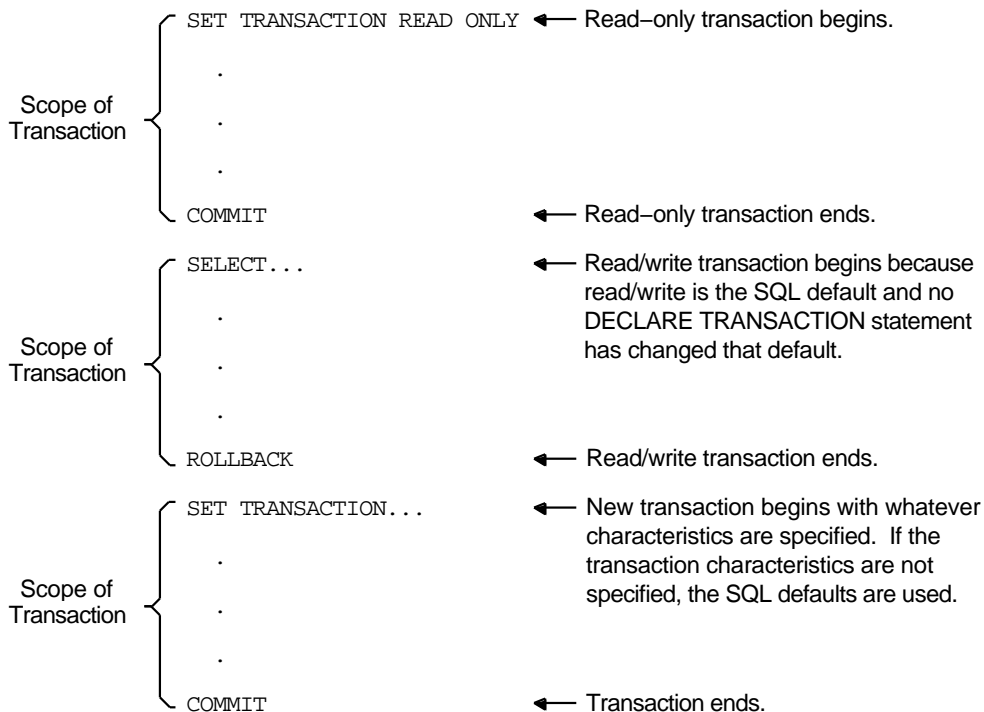 SET TRANSACTION READ ONLY
Read–only transaction begins.
.
Scope of
Transaction
.
.
COMMIT
Read–only transaction ends.
SELECT...
Read/write transaction begins because
read/write is the SQL default and no
DECLARE TRANSACTION statement
has changed that default.
.
Scope of
Transaction
.
.
ROLLBACK
Read/write transaction ends.
SET TRANSACTION...
New transaction begins with whatever
characteristics are specified. If the
transaction characteristics are not
specified, the SQL defaults are used.
.
Scope of
Transaction
.
.
COMMIT
Transaction ends.